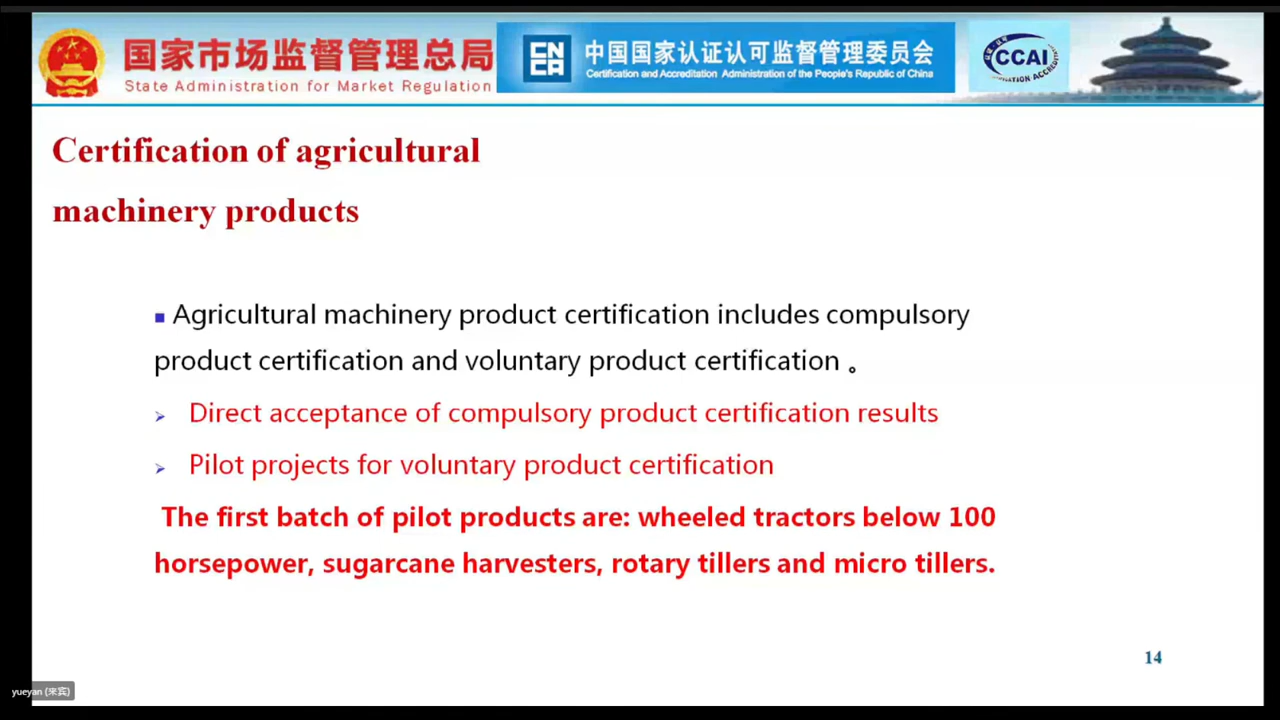 国家市场监督管理总局
State Administration for Market Regulation
CNCA
中国国家认证认可监督管理委员会
Certification and Accreditation Administration of the People's Republic of China
CCAI
Certification of agricultural
machinery products
Agricultural machinery product certification includes compulsory
product certification and voluntary product certification 。
Direct acceptance of compulsory product certification results
Pilot projects for voluntary product certification
The first batch of pilot products are: wheeled tractors below 100
horsepower, sugarcane harvesters, rotary tillers and micro tillers.
14
yueyan (來宾)